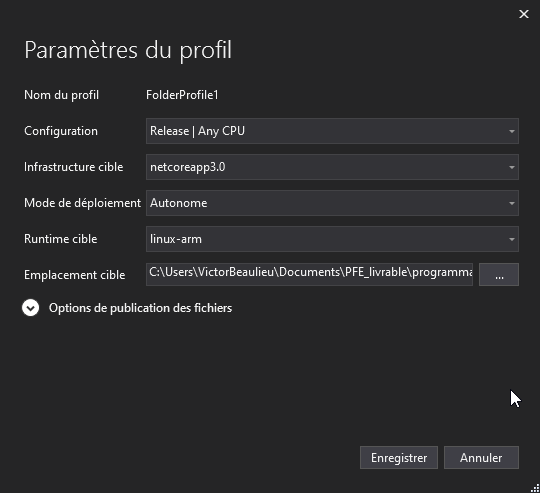 Paramètres du profil
Nom du profil FolderProfile1
Configuration Release | Any CPU
Infrastructure cible netcoreapp3.0
Mode de déploiement Autonome
Runtime cible linux-arm
Emplacement cible C:\Users\VictorBeaulieu\Documents\PFE_livrable\programma ...
Options de publication des fichiers
Enregistrer Annuler